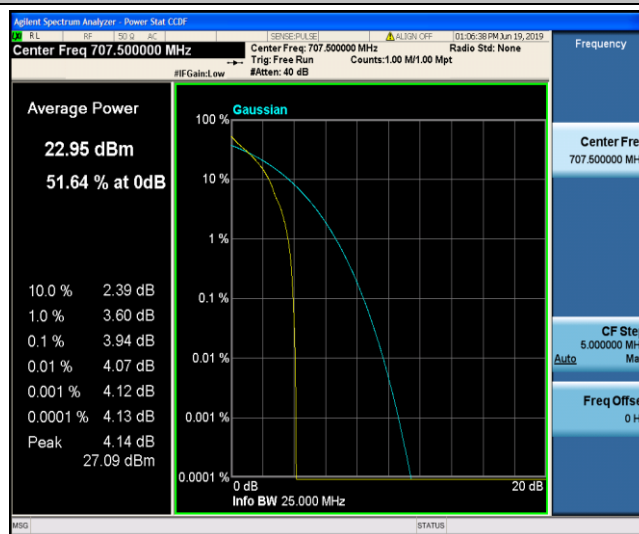 Agilent Spectrum Analyzer - Power Stat CCDF
RL RF 50 Ω AC SENSE:PULSE ALIGN OFF 01:06:38 PM Jun 19, 2019
Center Freq 707.500000 MHz
Center Freq: 707.500000 MHz Radio Std: None
Trig: Free Run Counts:1.00 M/1.00 Mpt
#IFGain:Low #Atten: 40 dB
Frequency
Average Power
22.95 dBm
51.64 % at 0dB
10.0 % 2.39 dB
1.0 % 3.60 dB
0.1 % 3.94 dB
0.01 % 4.07 dB
0.001 % 4.12 dB
0.0001 % 4.13 dB
Peak 4.14 dB
27.09 dBm
Gaussian
100 %
10 %
1 %
0.1 %
0.01 %
0.001 %
0.0001 %
0 dB 20 dB
Info BW 25.000 MHz
Center Fre
707.500000 MH
CF Ste
5.000000 MH
Auto Ma
Freq Offse
0 H
MSG STATUS